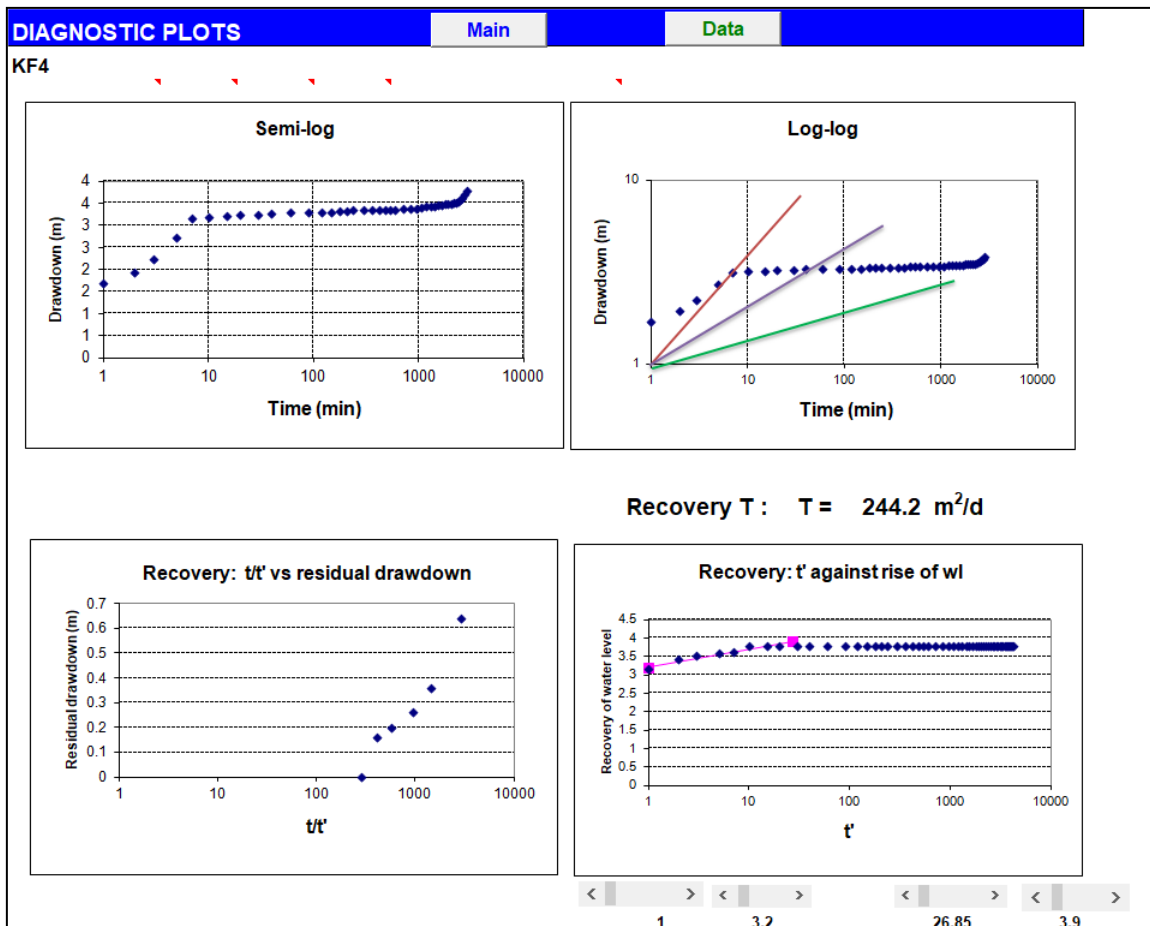 DIAGNOSTIC PLOTS
Main
Data
KF4
Semi-log
4
4
3
3
2
2
1
1
0
Drawdown (m)
1 10 100 1000 10000
Time (min)
Log-log
10
1
Drawdown (m)
1 10 100 1000 10000
Time (min)
Recovery T : T = 244.2 m²/d
Recovery: t/t' vs residual drawdown
0.7
0.6
0.5
0.4
0.3
0.2
0.1
0
Residual drawdown (m)
1 10 100 1000 10000
t/t'
Recovery: t' against rise of wl
4.5
4
3.5
3
2.5
2
1.5
1
0.5
0
Recovery of water level
1 10 100 1000 10000
t'
1 3.2 26.85 3.9